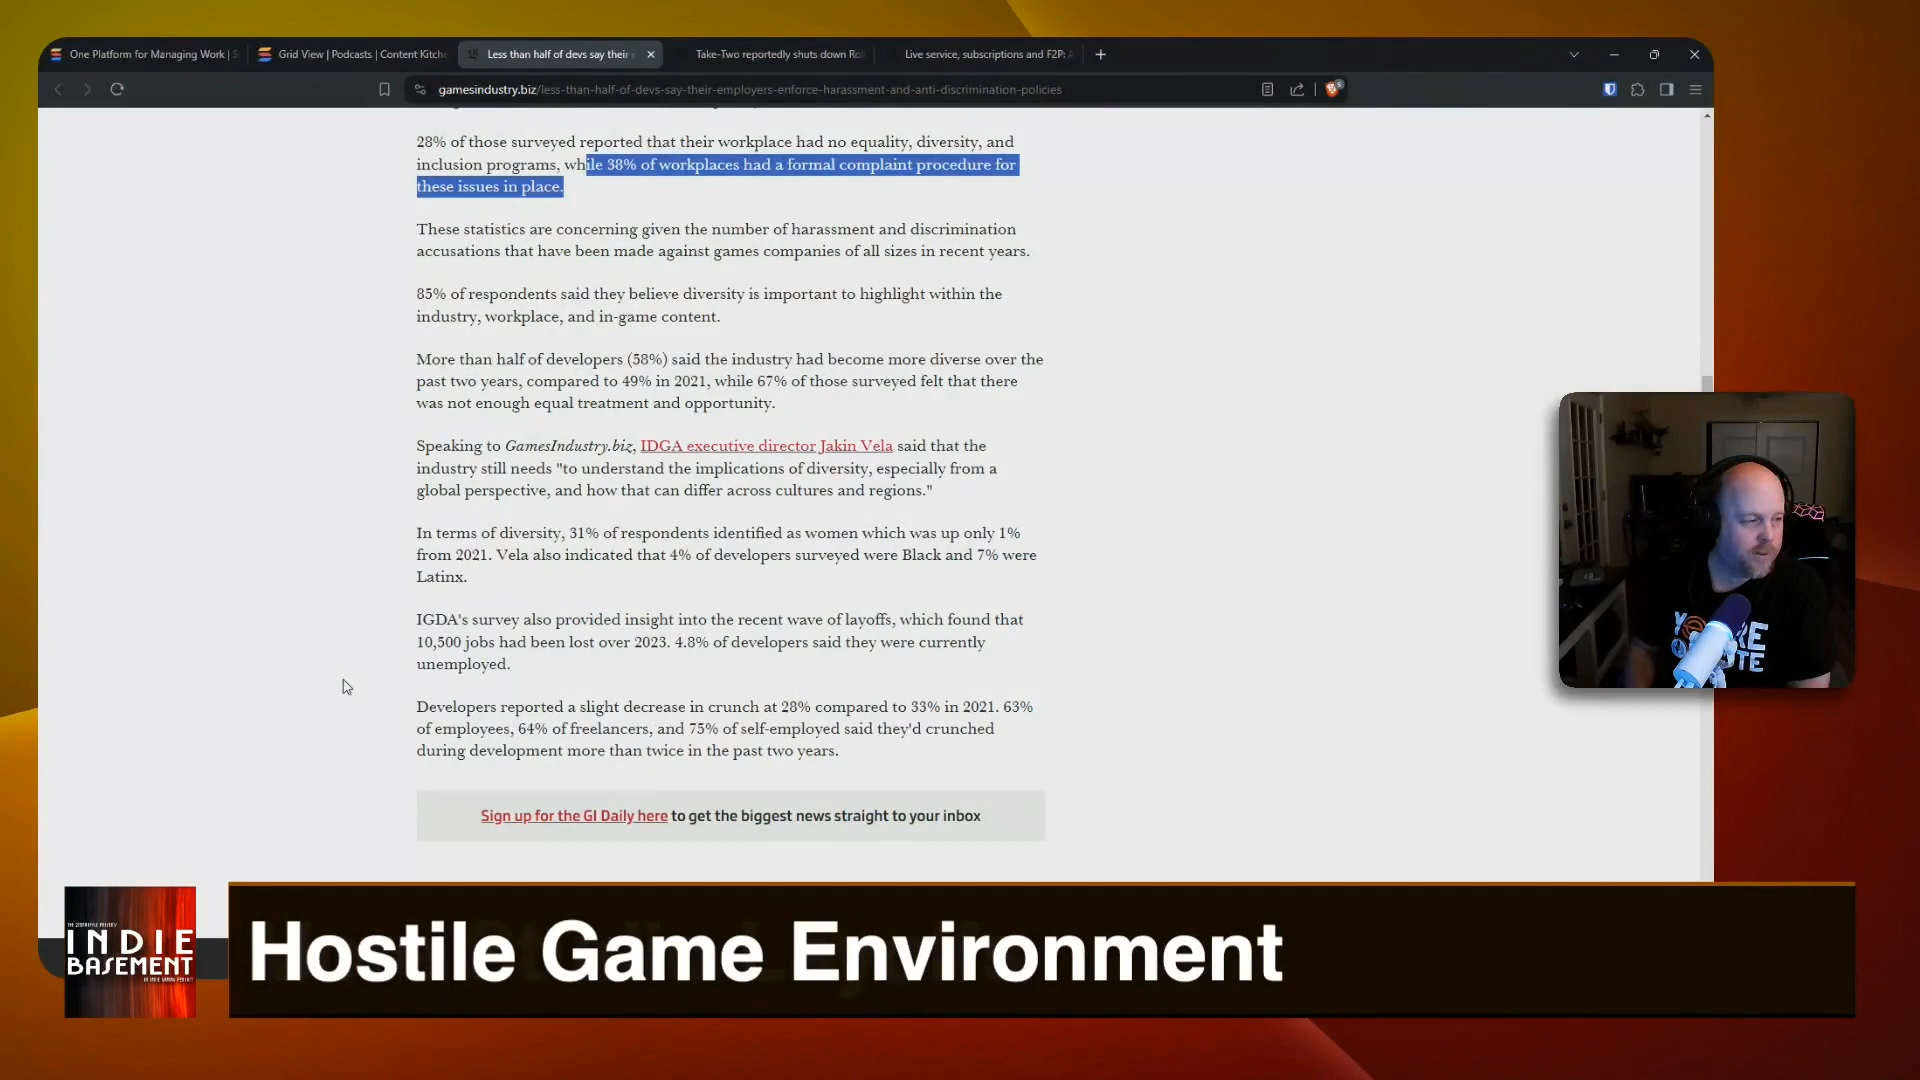 One Platform for Managing Work | S
Grid View | Podcasts | Content Kitche
Less than half of devs say their e
Take-Two reportedly shuts down Roll
Live service, subscriptions and F2P: A
gamesindustry.biz/less-than-half-of-devs-say-their-employers-enforce-harassment-and-anti-discrimination-policies
28% of those surveyed reported that their workplace had no equality, diversity, and
inclusion programs, while 38% of workplaces had a formal complaint procedure for
these issues in place.
These statistics are concerning given the number of harassment and discrimination
accusations that have been made against games companies of all sizes in recent years.
85% of respondents said they believe diversity is important to highlight within the
industry, workplace, and in-game content.
More than half of developers (58%) said the industry had become more diverse over the
past two years, compared to 49% in 2021, while 67% of those surveyed felt that there
was not enough equal treatment and opportunity.
Speaking to GamesIndustry.biz, IDGA executive director Jakin Vela said that the
industry still needs "to understand the implications of diversity, especially from a
global perspective, and how that can differ across cultures and regions."
In terms of diversity, 31% of respondents identified as women which was up only 1%
from 2021. Vela also indicated that 4% of developers surveyed were Black and 7% were
Latinx.
IGDA's survey also provided insight into the recent wave of layoffs, which found that
10,500 jobs had been lost over 2023. 4.8% of developers said they were currently
unemployed.
Developers reported a slight decrease in crunch at 28% compared to 33% in 2021. 63%
of employees, 64% of freelancers, and 75% of self-employed said they'd crunched
during development more than twice in the past two years.
Sign up for the GI Daily here to get the biggest news straight to your inbox
INDIE
BASEMENT
Hostile Game Environment